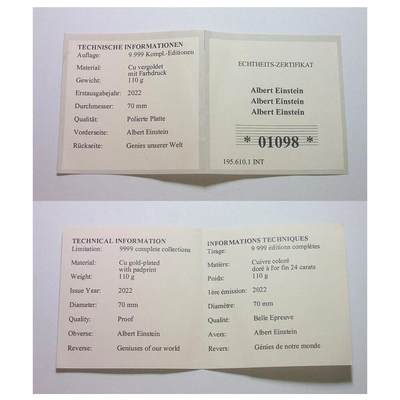 TECHNISCHE INFORMATIONEN
Auflage: 9.999 Kompl.-Editionen
Material: Cu vergoldet
mit Farbdruck
Gewicht: 110 g
Erstausgabejahr: 2022
Durchmesser: 70 mm
Qualität: Polierte Platte
Vorderseite: Albert Einstein
Rückseite: Genies unserer Welt
ECHTHEITS-ZERTIFIKAT
Albert Einstein
Albert Einstein
Albert Einstein
* 01098 *
195.610.1 INT
TECHNICAL INFORMATION
Limitation: 9999 complete collections
Material: Cu gold-plated
with padprint
Weight: 110 g
Issue Year: 2022
Diameter: 70 mm
Quality: Proof
Obverse: Albert Einstein
Reverse: Geniuses of our world
INFORMATIONS TECHNIQUES
Tirage: 9 999 éditions complètes
Matière: Cuivre coloré
doré à l'or fin 24 carats
Poids: 110 g
1ère émission: 2022
Diamètre: 70 mm
Qualité: Belle Epreuve
Avers: Albert Einstein
Revers: Génies de notre monde